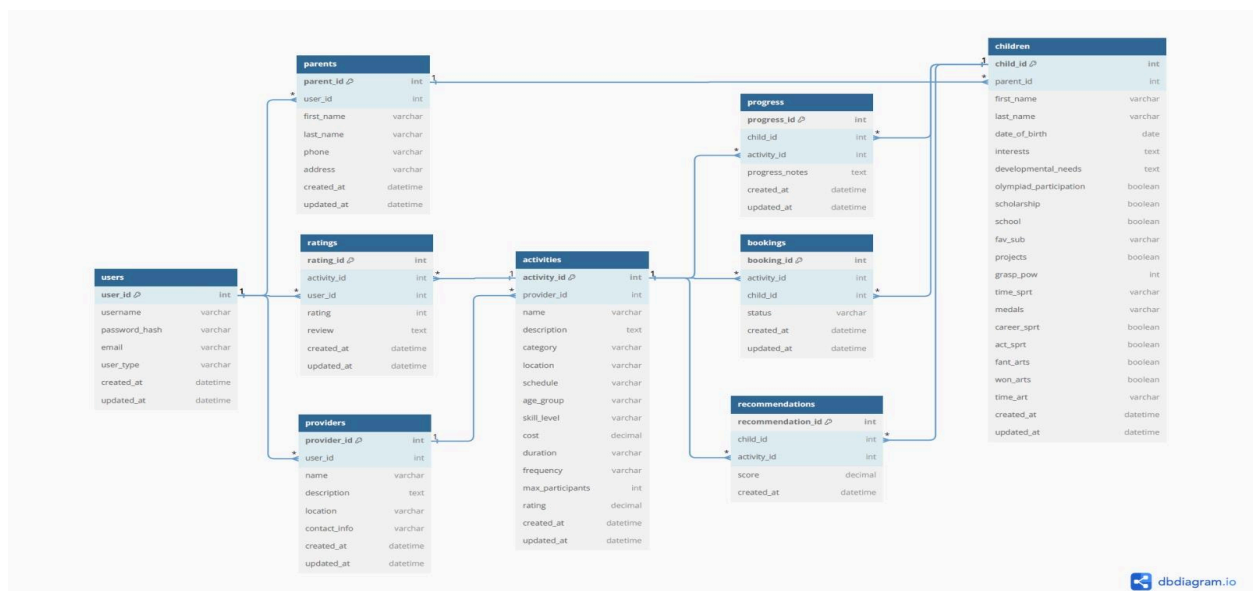 parents
parent_id int
user_id int
first_name varchar
last_name varchar
phone varchar
address varchar
created_at datetime
updated_at datetime
ratings
rating_id int
activity_id int
user_id int
rating int
review text
created_at datetime
updated_at datetime
users
user_id int
username varchar
password_hash varchar
email varchar
user_type varchar
created_at datetime
updated_at datetime
providers
provider_id int
user_id int
name varchar
description text
location varchar
contact_info varchar
created_at datetime
updated_at datetime
activities
activity_id int
provider_id int
name varchar
description text
category varchar
location varchar
schedule varchar
age_group varchar
skill_level varchar
cost decimal
duration varchar
frequency varchar
max_participants int
rating decimal
created_at datetime
updated_at datetime
progress
progress_id int
child_id int
activity_id int
progress_notes text
created_at datetime
updated_at datetime
bookings
booking_id int
activity_id int
child_id int
status varchar
created_at datetime
updated_at datetime
recommendations
recommendation_id int
child_id int
activity_id int
score decimal
created_at datetime
children
child_id int
parent_id int
first_name varchar
last_name varchar
date_of_birth date
interests text
developmental_needs text
olympiad_participation boolean
scholarship boolean
school boolean
fav_sub varchar
projects boolean
grasp_pow int
time_sprt varchar
medals varchar
career_sprt boolean
act_sprt boolean
fant_arts boolean
won_arts boolean
time_art varchar
created_at datetime
updated_at datetime
1
*
1
*
*
*
1
*
1
*
1
*
*
*
*
*
*
1
dbdiagram.io